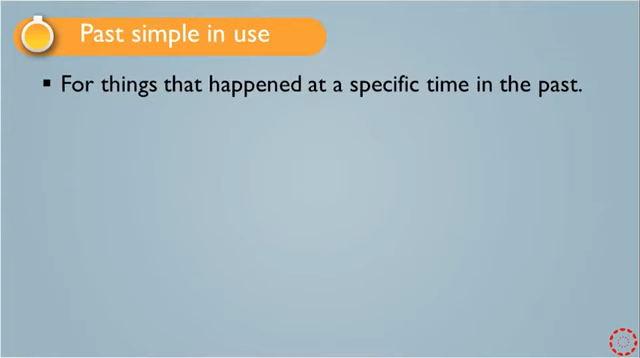 Past simple in use
▪ For things that happened at a specific time in the past.